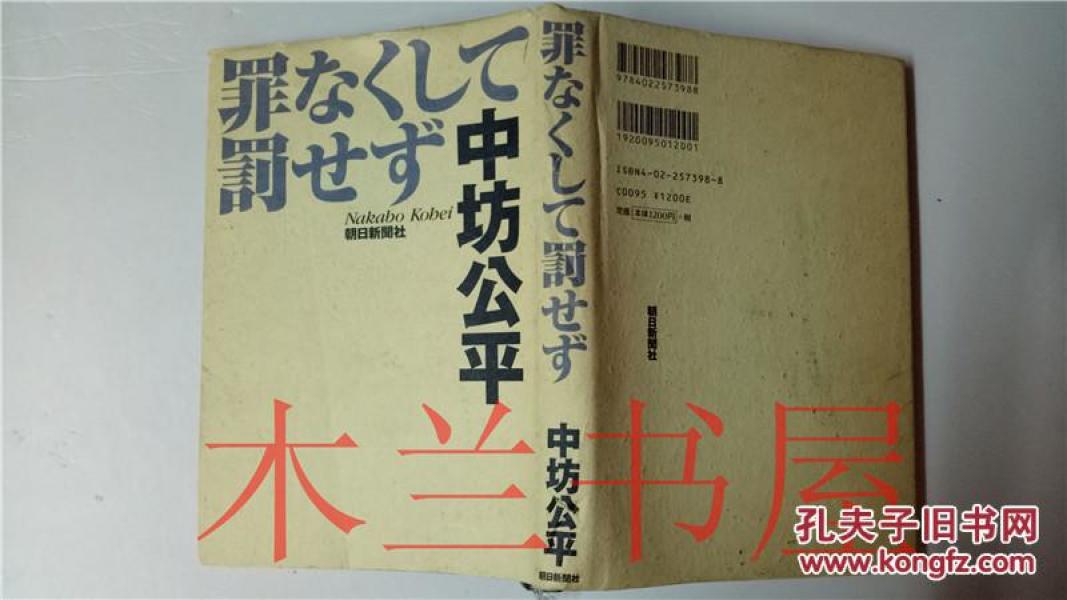 罪なくして
罰せず
Nakabo Kohei
朝日新聞社
中坊公平
罪なくして罰せず
中坊公平
朝日新聞社
9784022573988
1920095012001
ISBN4-02-257398-8
C0095 ¥1200E
定価 本体1200円 +税
朝日新聞社
木兰书屋
孔夫子旧书网
www.kongfz.com